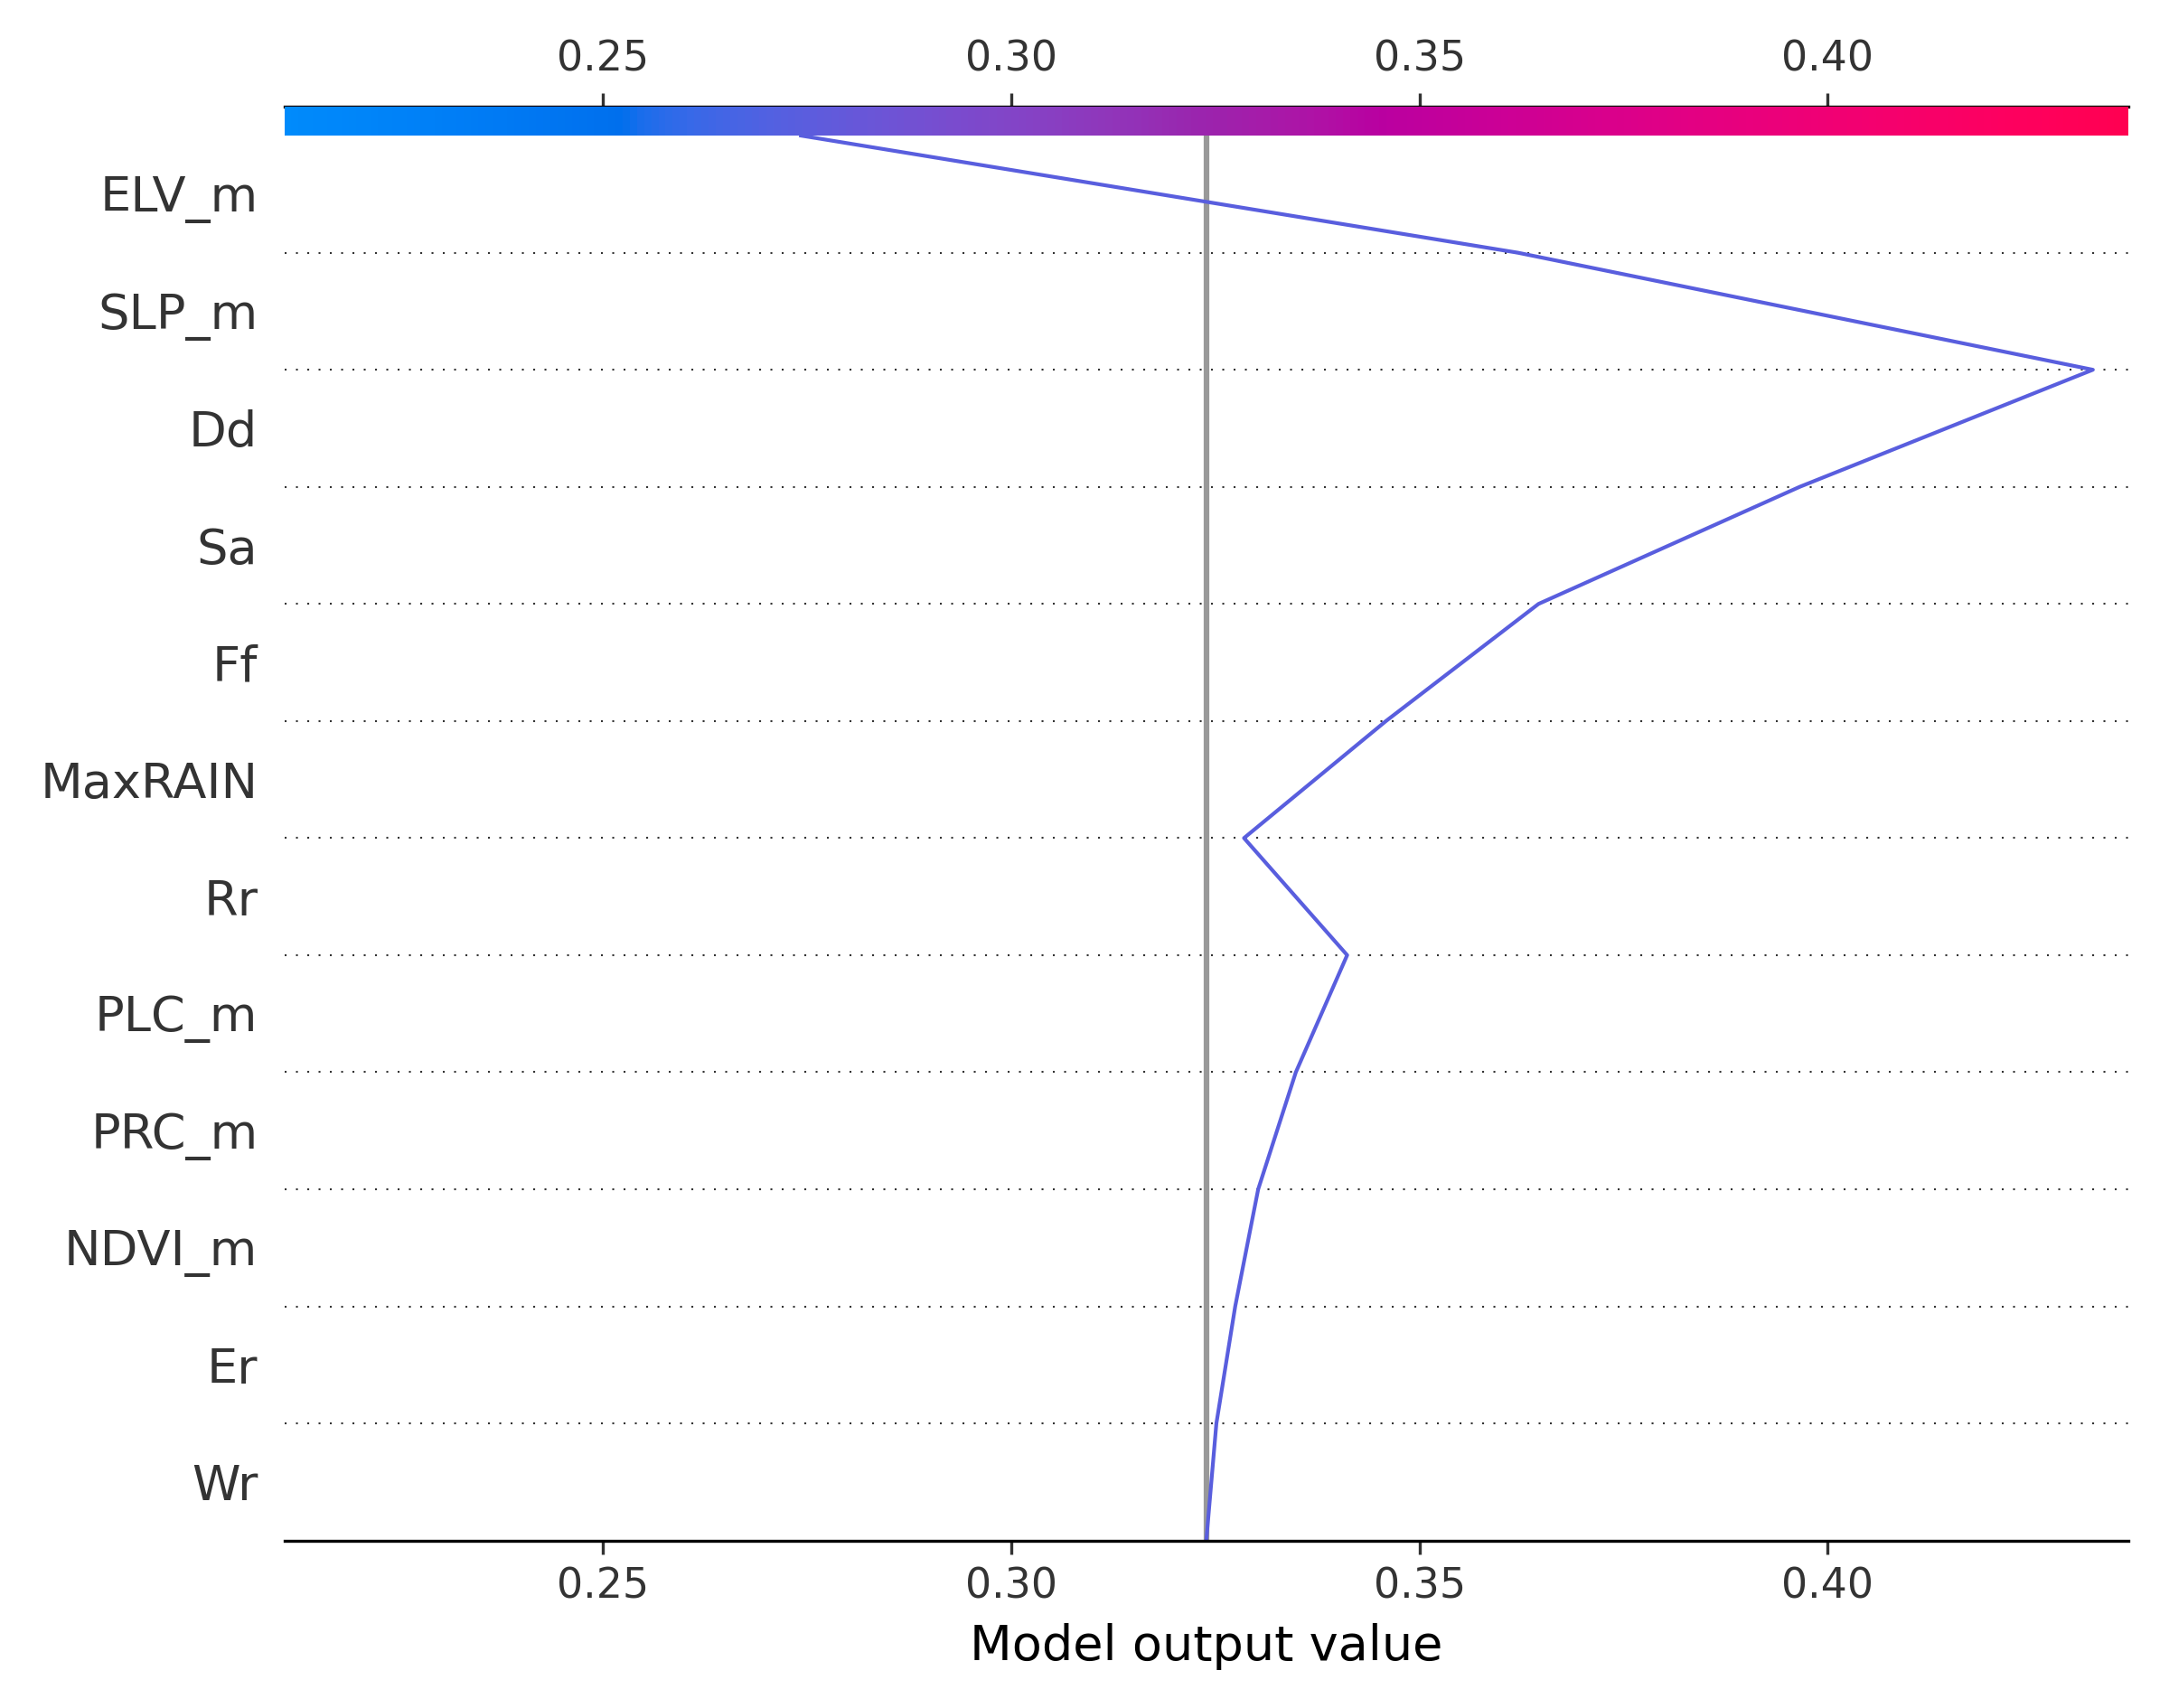 0.25 0.30 0.35 0.40
ELV_m
SLP_m
Dd
Sa
Ff
MaxRAIN
Rr
PLC_m
PRC_m
NDVI_m
Er
Wr
0.25 0.30 0.35 0.40
Model output value